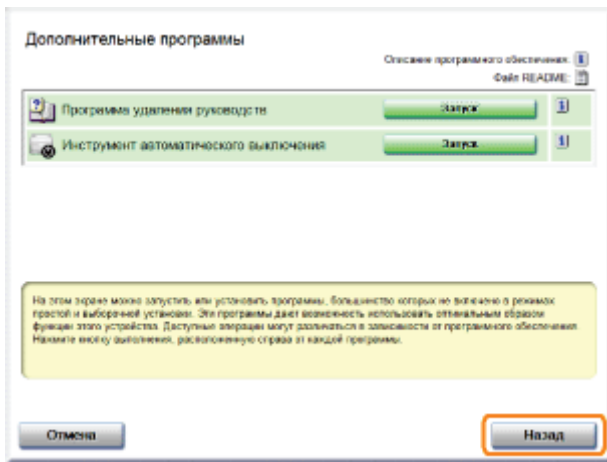 Дополнительные программы
Описание программного обеспечения:
Файл README:
Программа удаления руководств
Запуск
Инструмент автоматического выключения
Запуск
На этом экране можно запустить или установить программы, большинство которых не включено в режимах
простой и выборочной установки. Эти программы дают возможность использовать оптимальным образом
функции этого устройства. Доступные операции могут различаться в зависимости от программного обеспечения.
Нажмите кнопку выполнения, расположенную справа от каждой программы.
Отмена
Назад